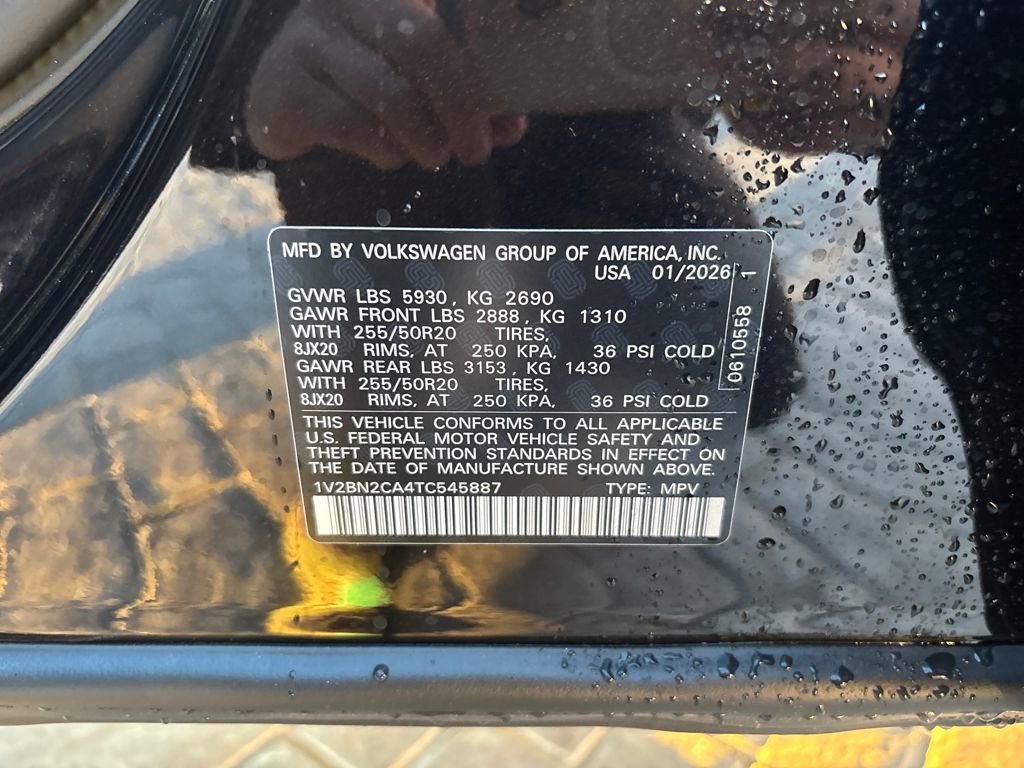 MFD BY VOLKSWAGEN GROUP OF AMERICA, INC.
USA 01/2026
GVWR LBS 5930, KG 2690
GAWR FRONT LBS 2888, KG 1310
WITH 255/50R20 TIRES,
8JX20 RIMS, AT 250 KPA, 36 PSI COLD
GAWR REAR LBS 3153, KG 1430
WITH 255/50R20 TIRES,
8JX20 RIMS, AT 250 KPA, 36 PSI COLD
THIS VEHICLE CONFORMS TO ALL APPLICABLE
U.S. FEDERAL MOTOR VEHICLE SAFETY AND
THEFT PREVENTION STANDARDS IN EFFECT ON
THE DATE OF MANUFACTURE SHOWN ABOVE.
1V2BN2CA4TC545887 TYPE: MPV
0610558 1